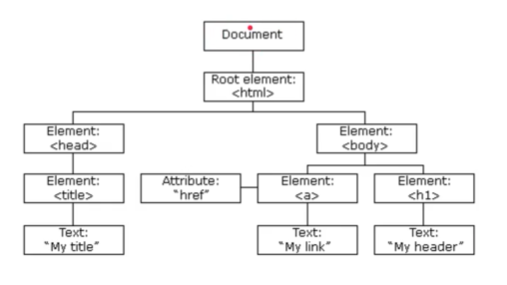 Document
Root element:
<html>
Element:
<head>
Element:
<body>
Element:
<title>
Attribute:
"href"
Element:
<a>
Element:
<h1>
Text:
"My title"
Text:
"My link"
Text:
"My header"